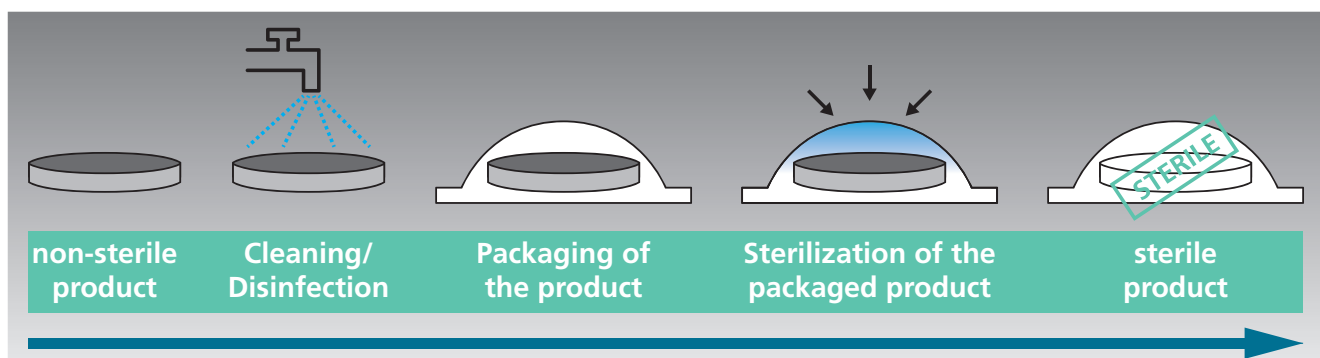 STERILE
non-sterile
product
Cleaning/
Disinfection
Packaging of
the product
Sterilization of the
packaged product
sterile
product